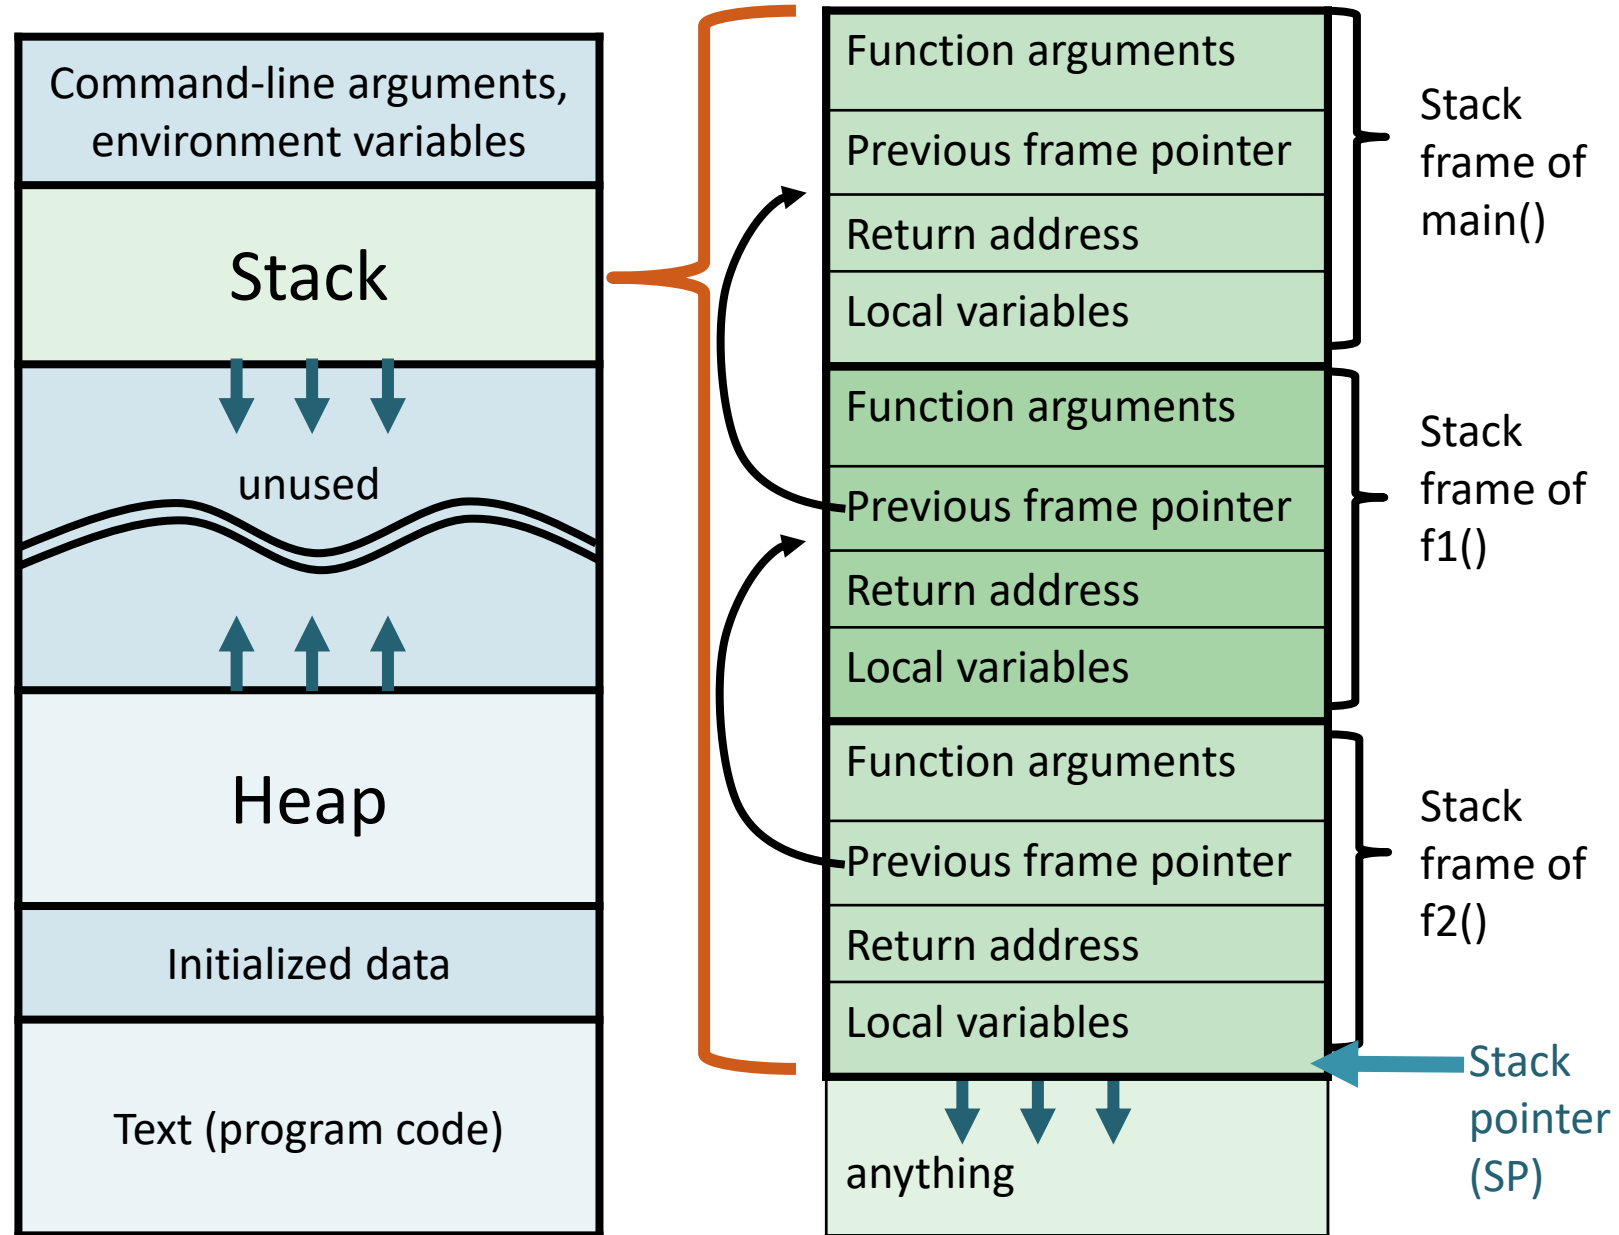 Command-line arguments,
environment variables
Stack
unused
Heap
Initialized data
Text (program code)
Function arguments
Previous frame pointer
Return address
Local variables
Function arguments
Previous frame pointer
Return address
Local variables
Function arguments
Previous frame pointer
Return address
Local variables
anything
Stack
frame of
main()
Stack
frame of
f1()
Stack
frame of
f2()
Stack
pointer
(SP)